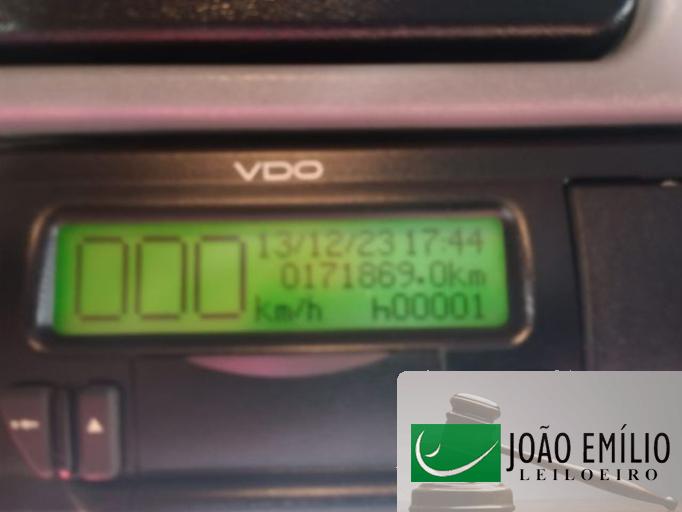 VDO
000 13/12/23 17:44
0171869.0km
km/h h00001
JOÃO EMÍLIO
LEILOEIRO